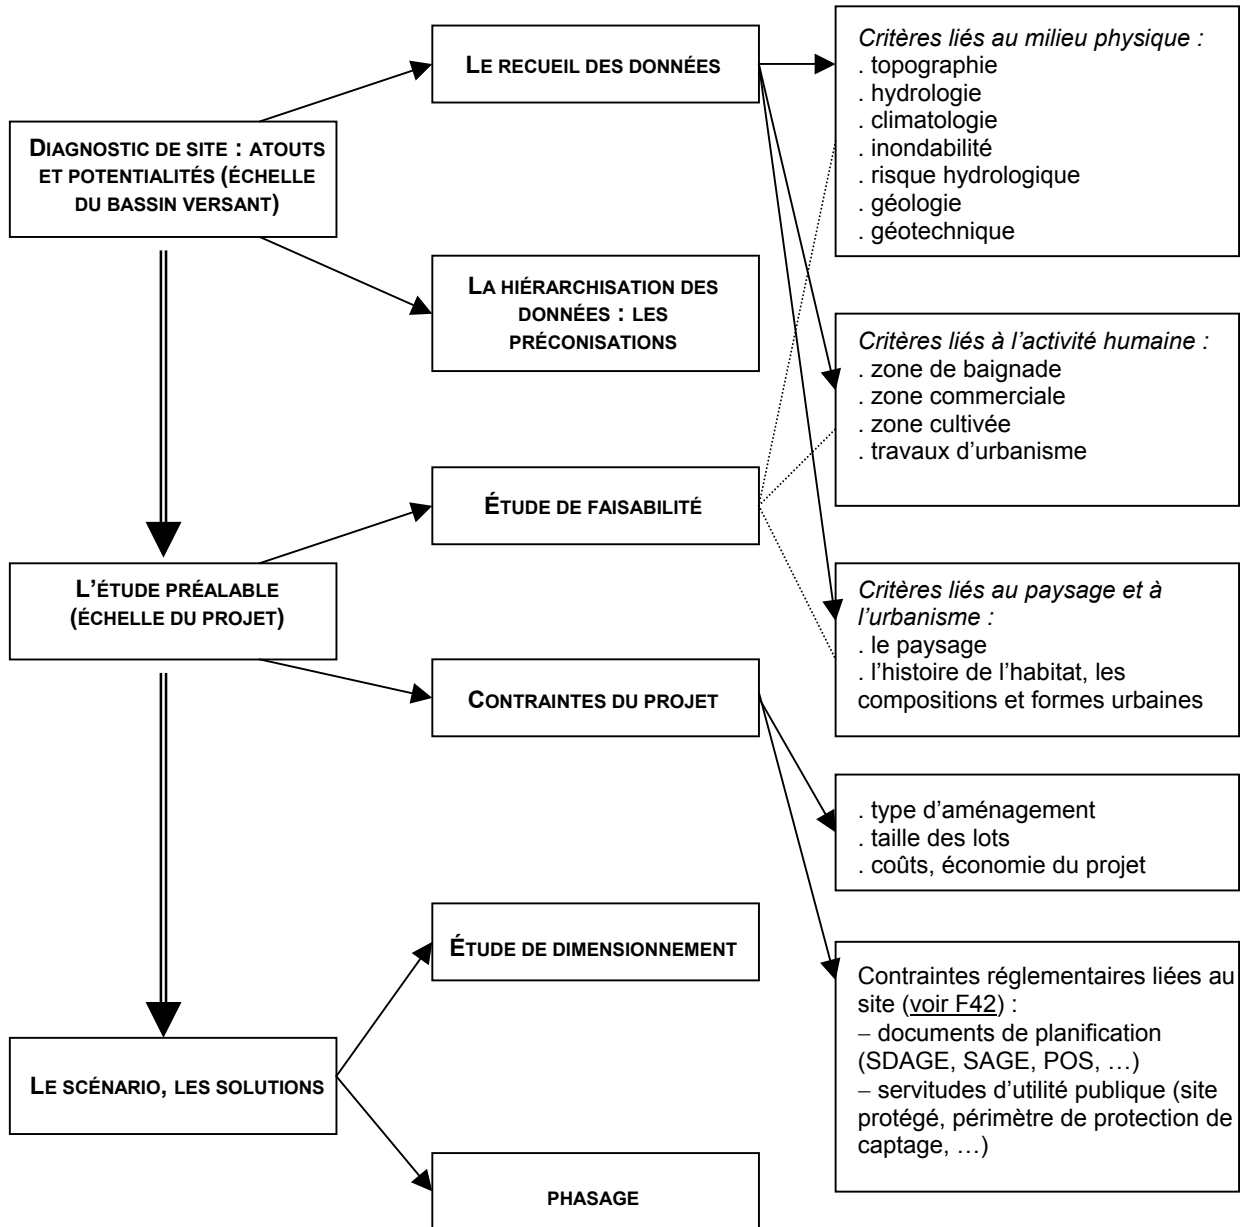 DIAGNOSTIC DE SITE : ATOUTS
ET POTENTIALITÉS (ÉCHELLE
DU BASSIN VERSANT)
L'ÉTUDE PRÉALABLE
(ÉCHELLE DU PROJET)
LE SCÉNARIO, LES SOLUTIONS
LE RECUEIL DES DONNÉES
LA HIÉRARCHISATION DES
DONNÉES : LES
PRÉCONISATIONS
ÉTUDE DE FAISABILITÉ
CONTRAINTES DU PROJET
ÉTUDE DE DIMENSIONNEMENT
PHASAGE
Critères liés au milieu physique :
. topographie
. hydrologie
. climatologie
. inondabilité
. risque hydrologique
. géologie
. géotechnique
Critères liés à l'activité humaine :
. zone de baignade
. zone commerciale
. zone cultivée
. travaux d'urbanisme
Critères liés au paysage et à
l'urbanisme :
. le paysage
. l'histoire de l'habitat, les
compositions et formes urbaines
. type d'aménagement
. taille des lots
. coûts, économie du projet
Contraintes réglementaires liées au
site (voir F42) :
– documents de planification
(SDAGE, SAGE, POS, …)
– servitudes d'utilité publique (site
protégé, périmètre de protection de
captage, …)